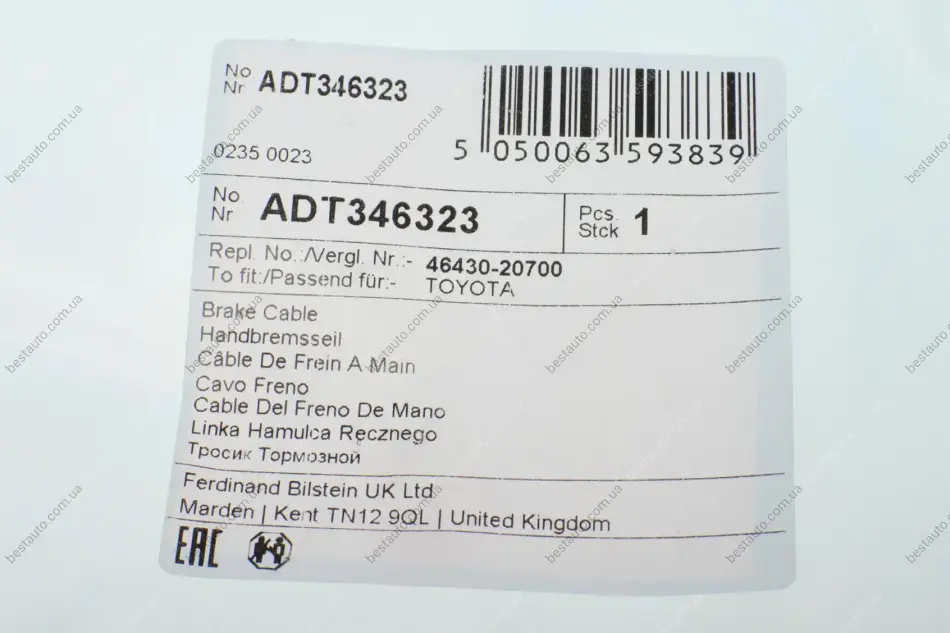 No
Nr ADT346323
0235 0023
5 050063 593839
No.
Nr ADT346323
Pcs.
Stck 1
Repl. No.:/Vergl. Nr.:- 46430-20700
To fit:/Passend für:- TOYOTA
Brake Cable
Handbremsseil
Câble De Frein A Main
Cavo Freno
Cable Del Freno De Mano
Linka Hamulca Ręcznego
Тросик Тормозной
Ferdinand Bilstein UK Ltd
Marden | Kent TN12 9QL | United Kingdom
EAC
bestauto.com.ua